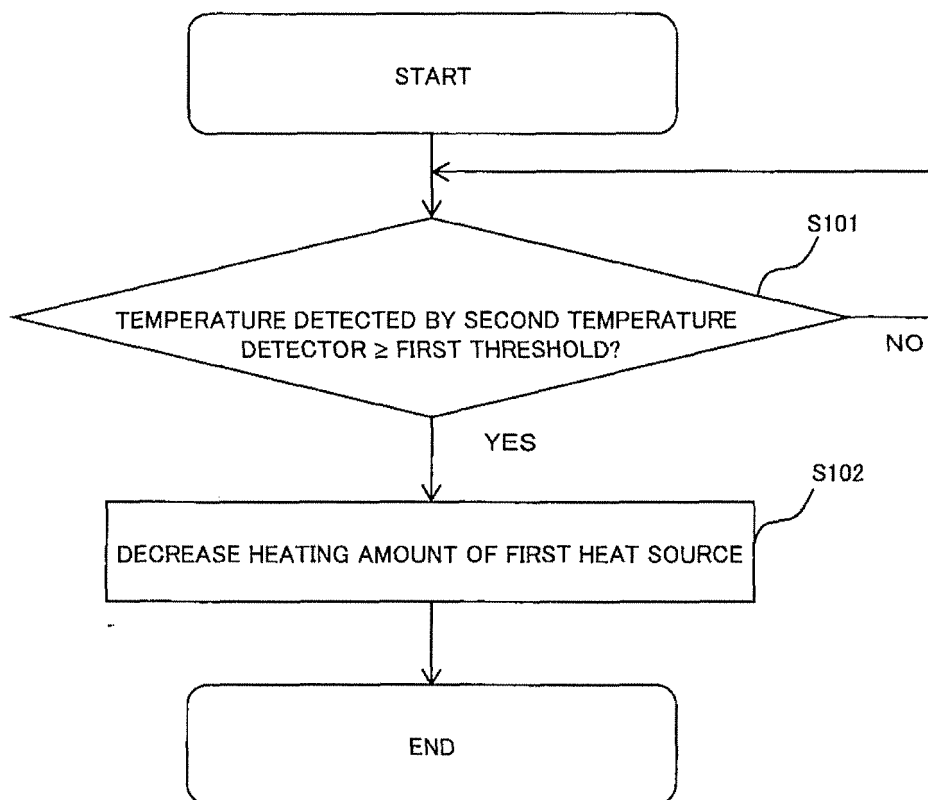 START
S101
TEMPERATURE DETECTED BY SECOND TEMPERATURE
DETECTOR ≥ FIRST THRESHOLD?
NO
YES
S102
DECREASE HEATING AMOUNT OF FIRST HEAT SOURCE
END